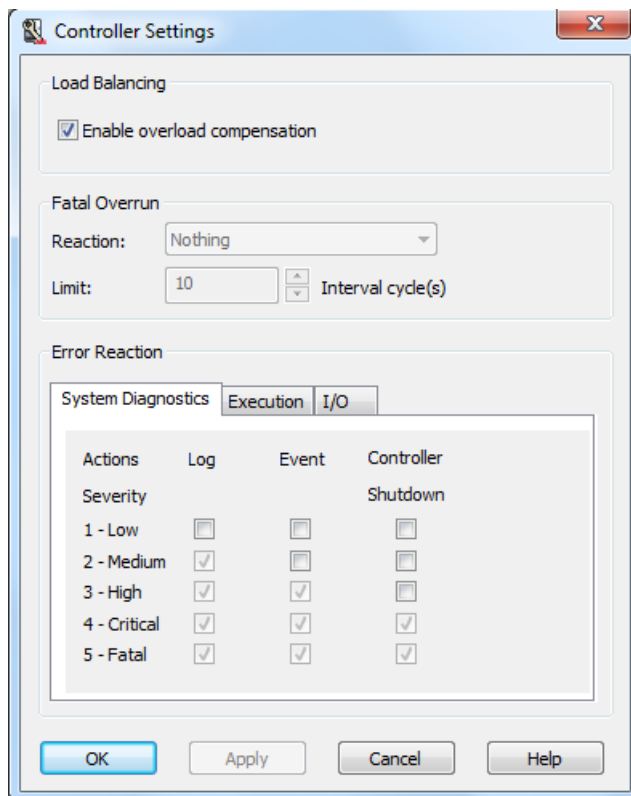 Controller Settings
Load Balancing
Enable overload compensation
Fatal Overrun
Reaction: Nothing
Limit: 10 Interval cycle(s)
Error Reaction
System Diagnostics Execution I/O
Actions Log Event Controller
Severity Shutdown
1 - Low
2 - Medium
3 - High
4 - Critical
5 - Fatal
OK Apply Cancel Help